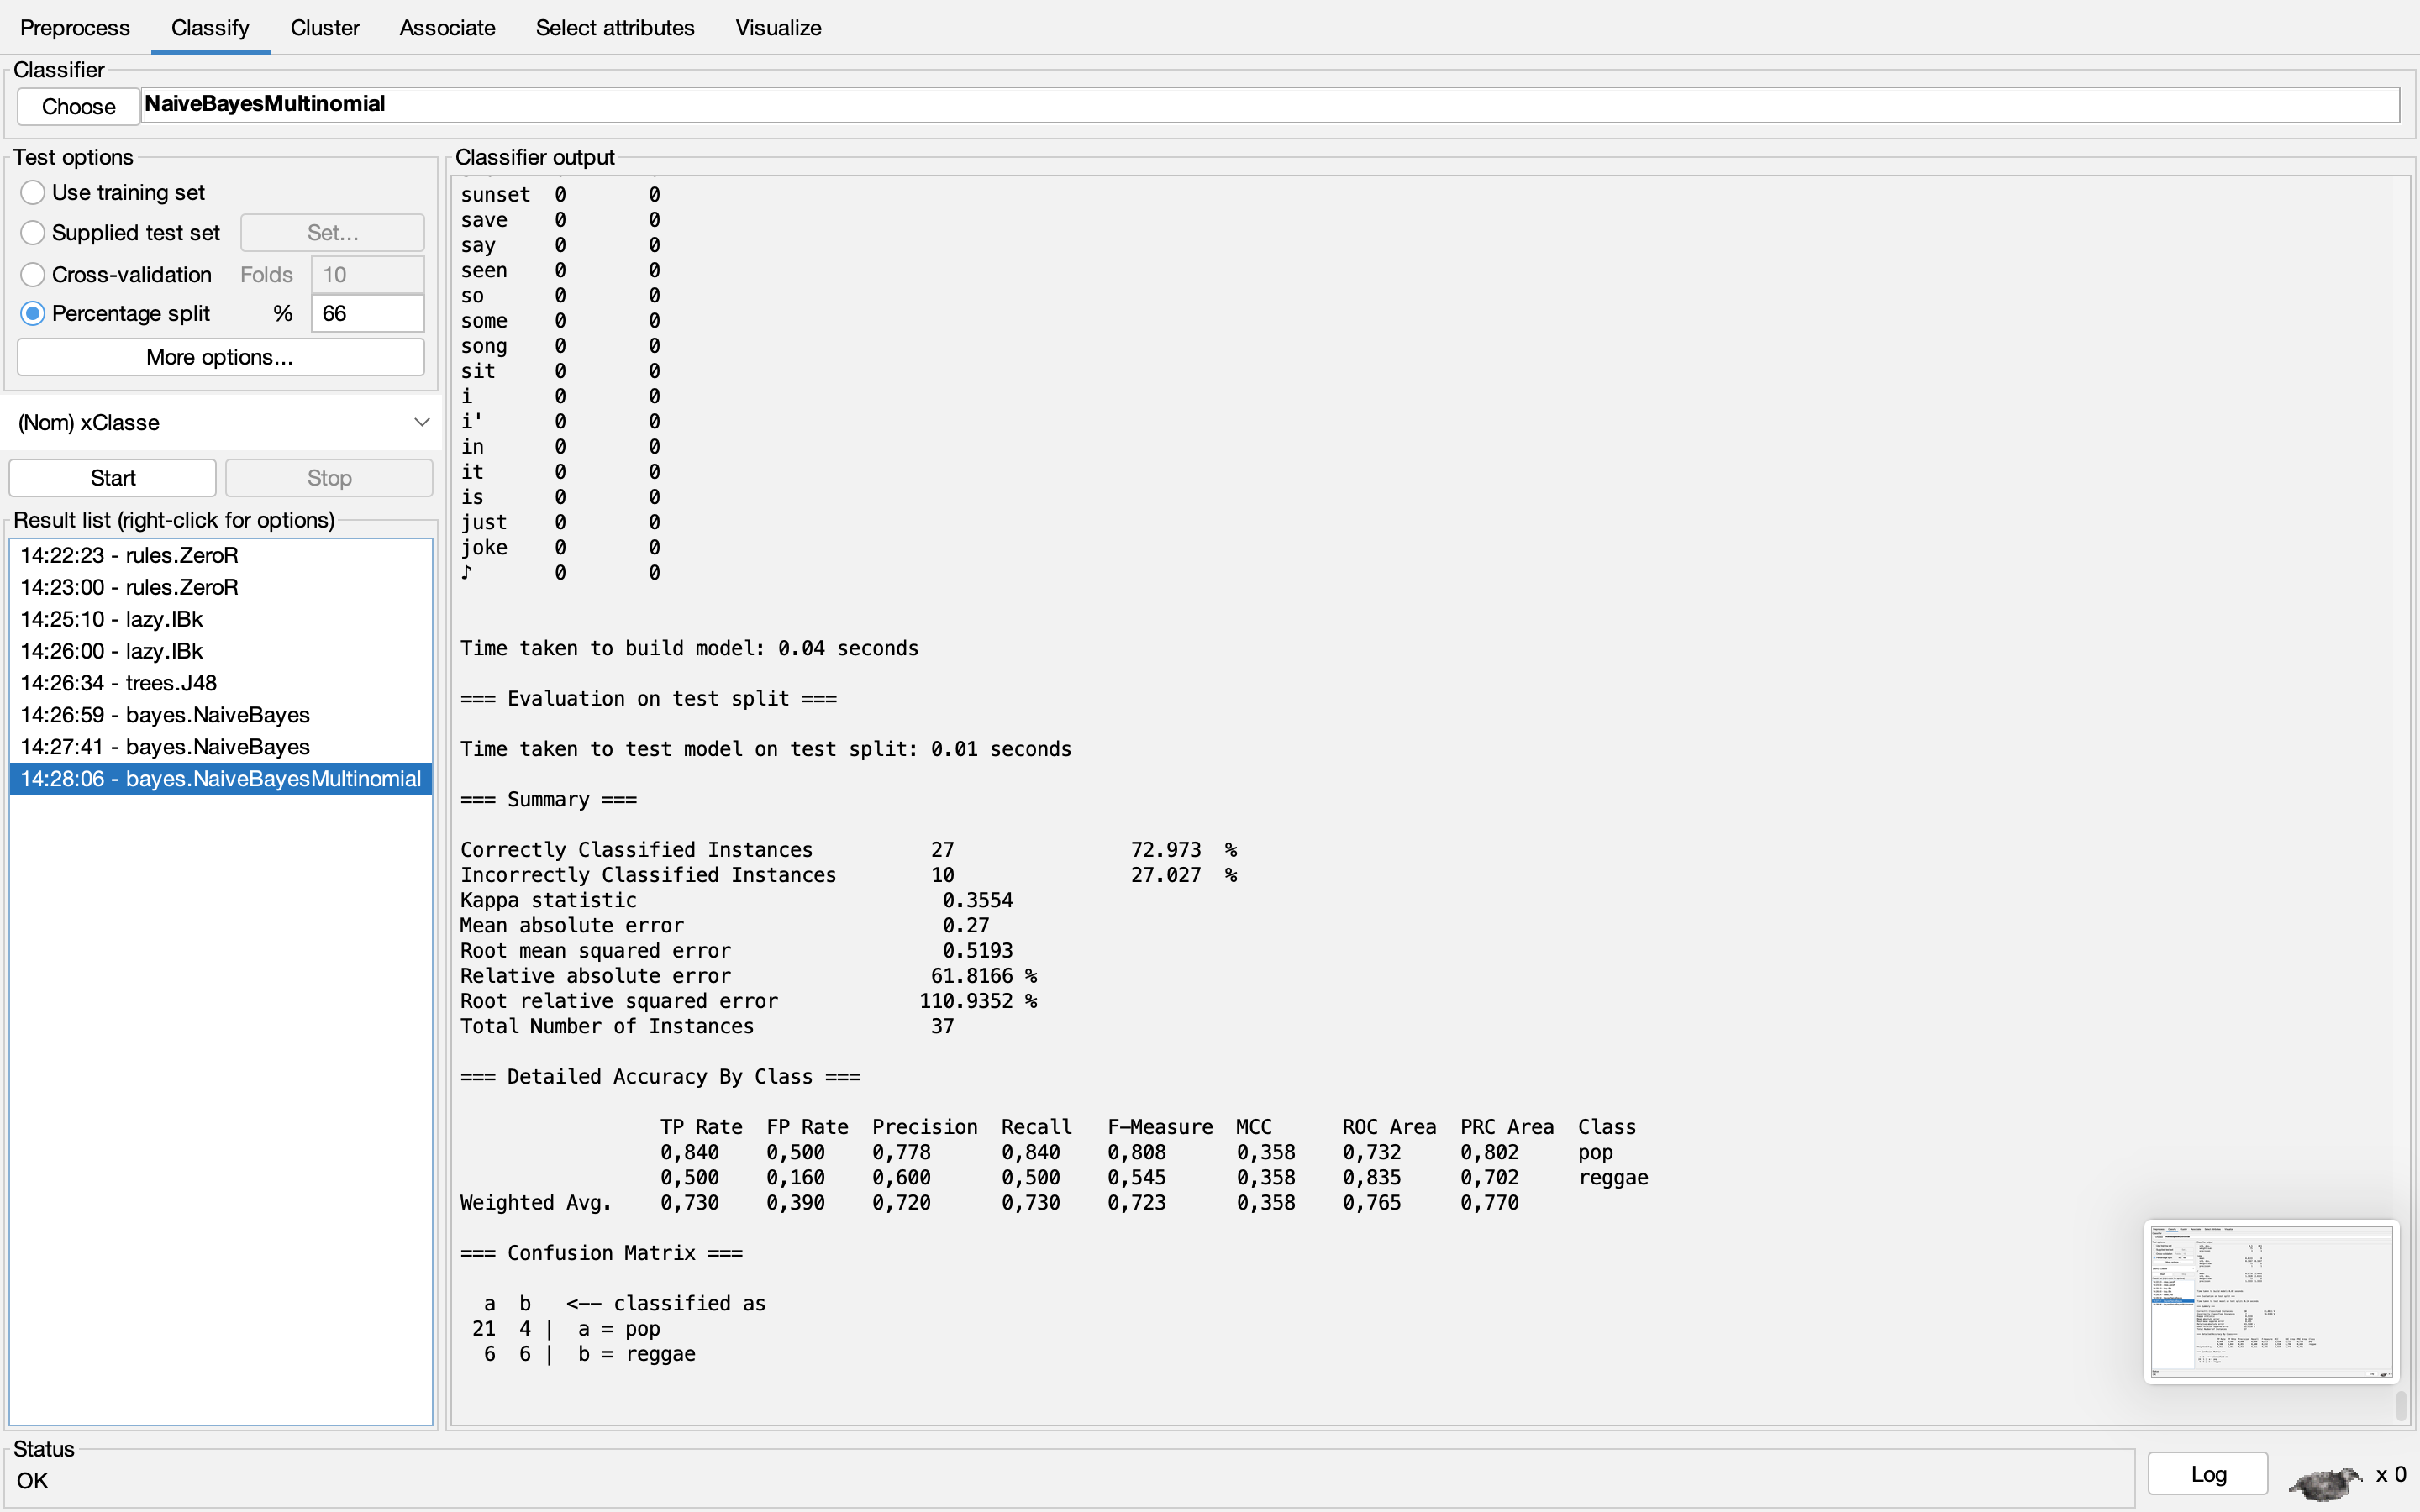 Preprocess Classify Cluster Associate Select attributes Visualize
Classifier
Choose NaiveBayesMultinomial
Test options
Use training set
Supplied test set Set...
Cross-validation Folds 10
Percentage split % 66
More options...
(Nom) xClasse
Start Stop
Result list (right-click for options)
14:22:23 - rules.ZeroR
14:23:00 - rules.ZeroR
14:25:10 - lazy.IBk
14:26:00 - lazy.IBk
14:26:34 - trees.J48
14:26:59 - bayes.NaiveBayes
14:27:41 - bayes.NaiveBayes
14:28:06 - bayes.NaiveBayesMultinomial
Classifier output
sunset 0 0
save 0 0
say 0 0
seen 0 0
so 0 0
some 0 0
song 0 0
sit 0 0
i 0 0
i' 0 0
in 0 0
it 0 0
is 0 0
just 0 0
joke 0 0
♪ 0 0
Time taken to build model: 0.04 seconds
=== Evaluation on test split ===
Time taken to test model on test split: 0.01 seconds
=== Summary ===
Correctly Classified Instances 27 72.973 %
Incorrectly Classified Instances 10 27.027 %
Kappa statistic 0.3554
Mean absolute error 0.27
Root mean squared error 0.5193
Relative absolute error 61.8166 %
Root relative squared error 110.9352 %
Total Number of Instances 37
=== Detailed Accuracy By Class ===
TP Rate FP Rate Precision Recall F-Measure MCC ROC Area PRC Area Class
0,840 0,500 0,778 0,840 0,808 0,358 0,732 0,802 pop
0,500 0,160 0,600 0,500 0,545 0,358 0,835 0,702 reggae
Weighted Avg. 0,730 0,390 0,720 0,730 0,723 0,358 0,765 0,770
=== Confusion Matrix ===
a b <-- classified as
21 4 | a = pop
6 6 | b = reggae
Status
OK
Log x 0